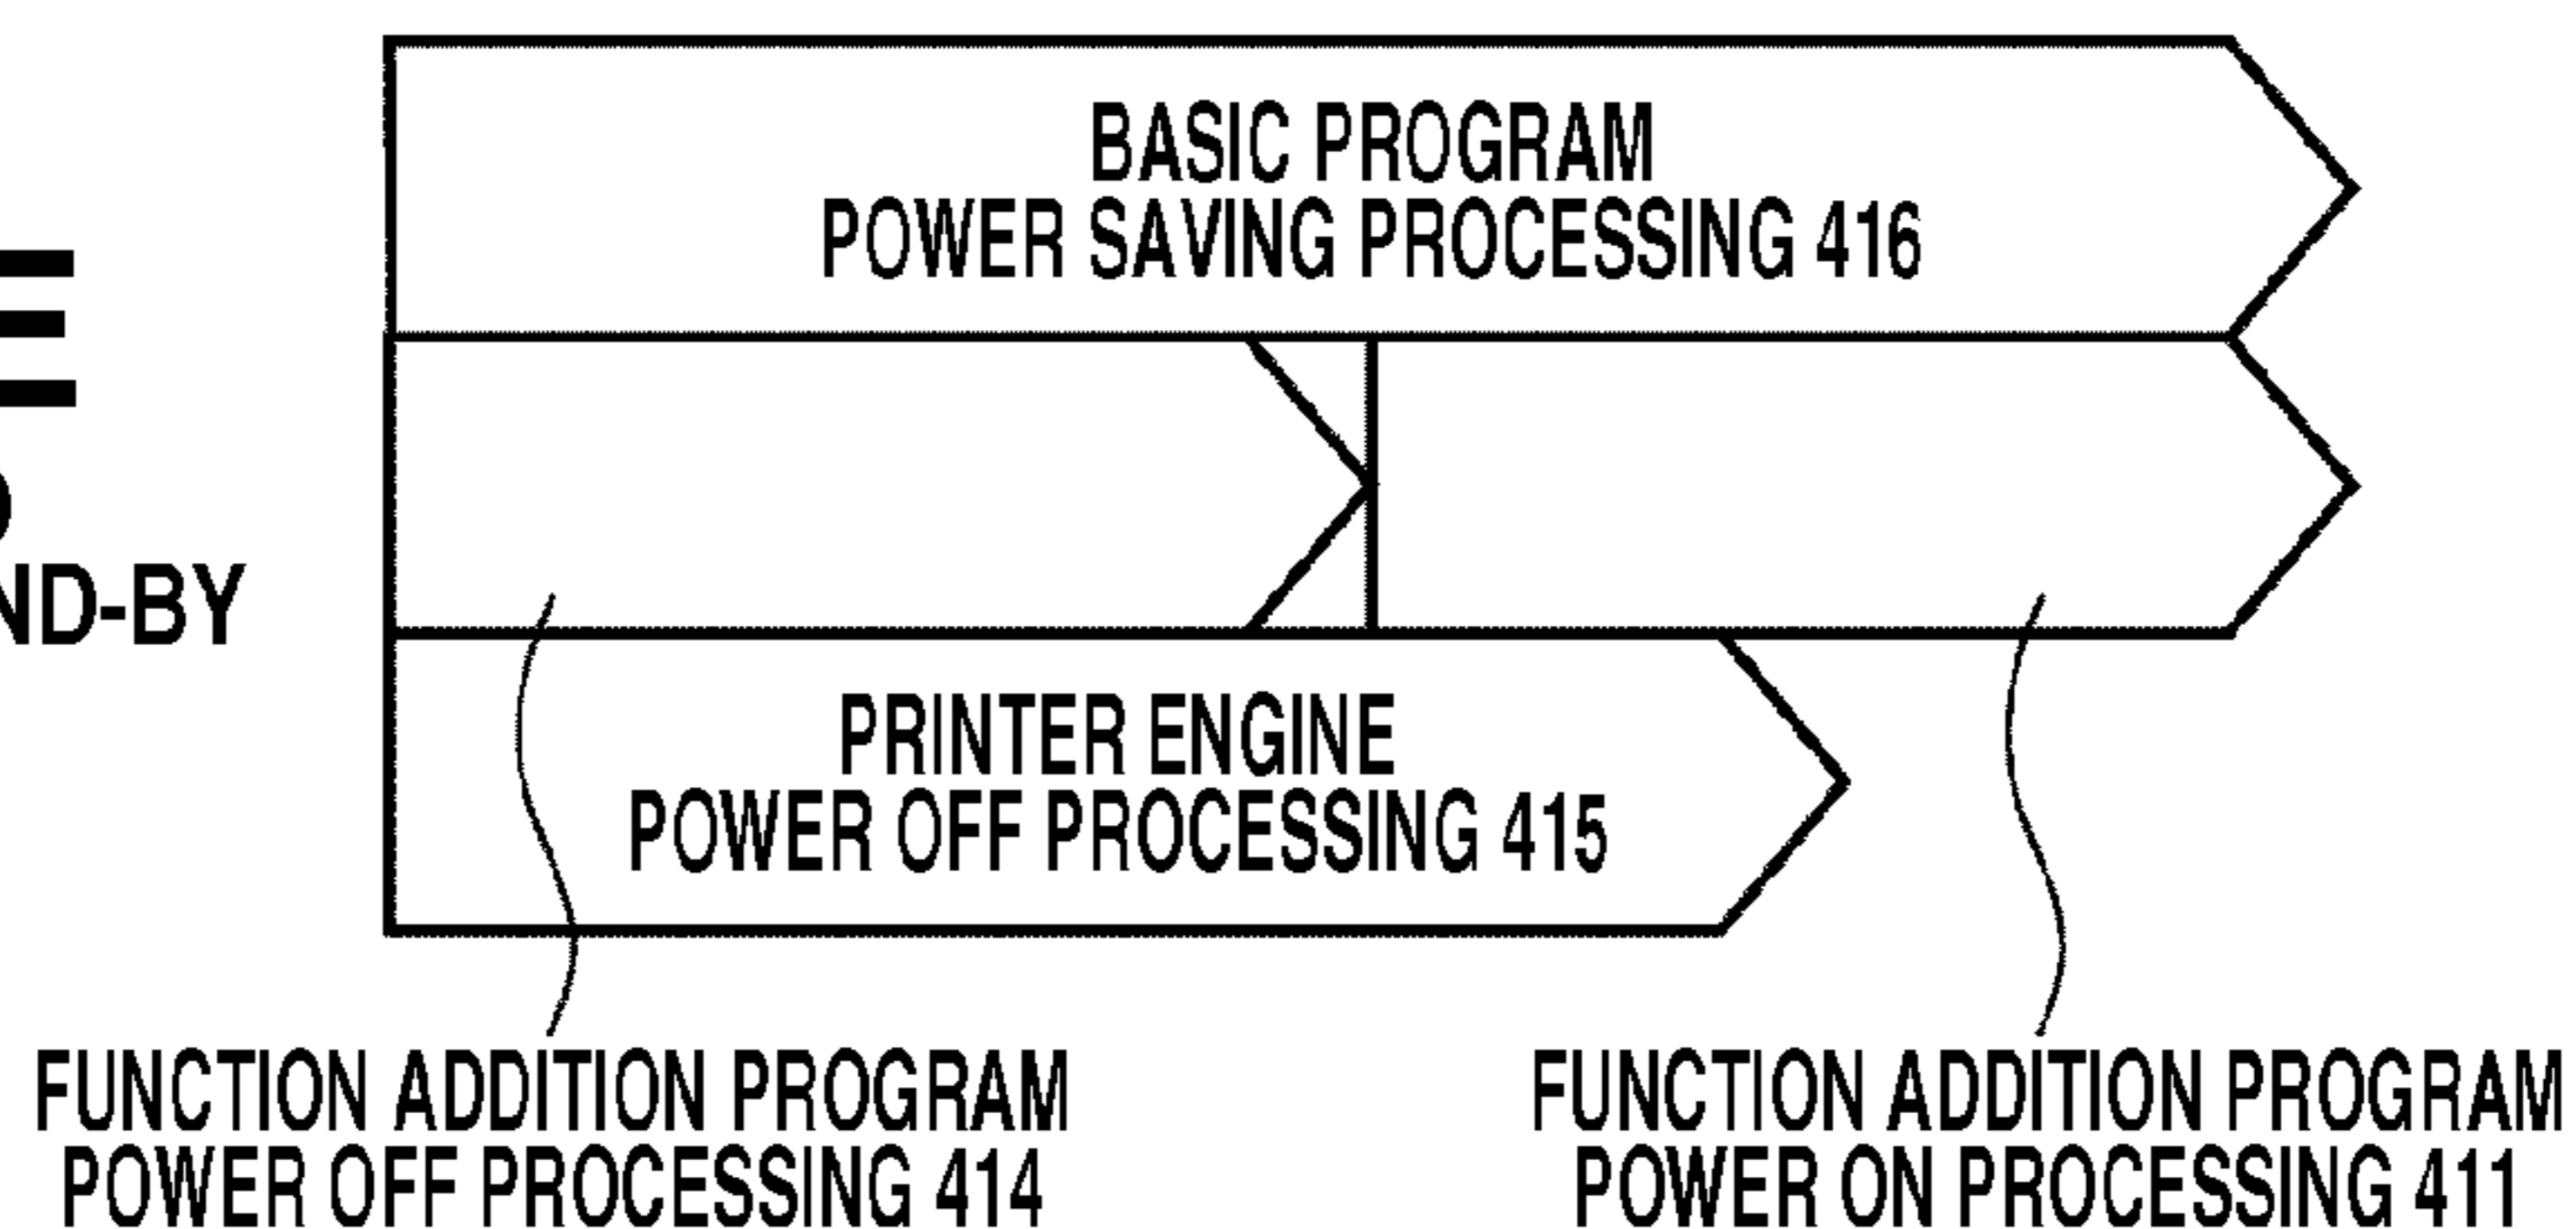 BASIC PROGRAM
POWER SAVING PROCESSING 416
ND-BY
PRINTER ENGINE
POWER OFF PROCESSING 415
FUNCTION ADDITION PROGRAM
POWER OFF PROCESSING 414
FUNCTION ADDITION PROGRAM
POWER ON PROCESSING 411